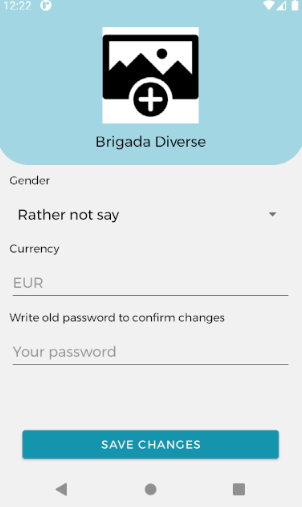 12:22
Brigada Diverse
Gender
Rather not say
Currency
EUR
Write old password to confirm changes
Your password
SAVE CHANGES